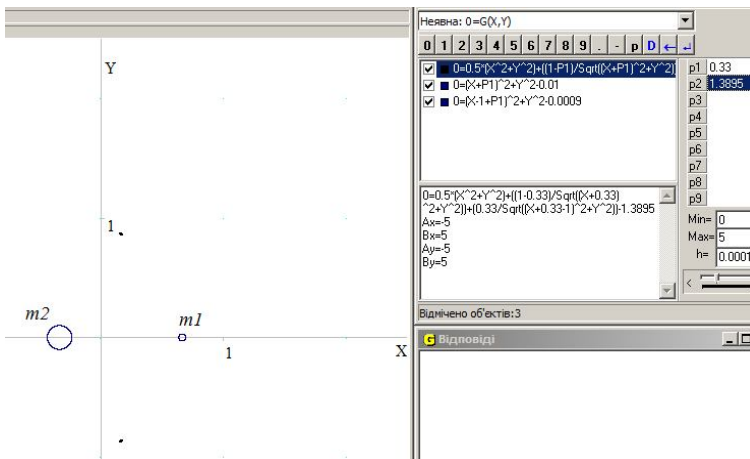 Неявна: 0=G(X,Y)
0 1 2 3 4 5 6 7 8 9 . - p D ← ↵
0=0.5*(X^2+Y^2)+((1-P1)/Sqrt((X+P1)^2+Y^2)
0=(X+P1)^2+Y^2-0.01
0=(X-1+P1)^2+Y^2-0.0009
p1 0.33
p2 1.3895
p3
p4
p5
p6
p7
p8
p9
0=0.5*(X^2+Y^2)+((1-0.33)/Sqrt((X+0.33)
^2+Y^2))+(0.33/Sqrt((X+0.33-1)^2+Y^2))-1.3895
Ax=-5
Bx=5
Ay=-5
By=5
Min= 0
Max= 5
h= 0.0001
<
Відмічено об'єктів:3
G Відповіді
Y
1
m2
m1
1
X